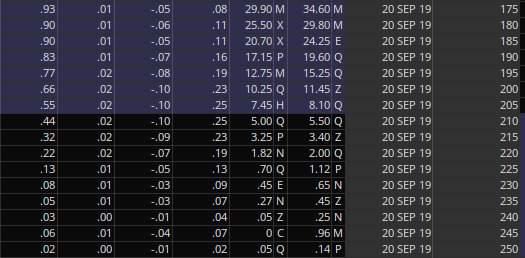 .93 .01 -.05 .08 29.90 M 34.60 M 20 SEP 19 175
.90 .01 -.06 .11 25.50 X 29.80 M 20 SEP 19 180
.90 .01 -.05 .11 20.70 X 24.25 E 20 SEP 19 185
.83 .01 -.07 .16 17.15 P 19.60 Q 20 SEP 19 190
.77 .02 -.08 .19 12.75 M 15.25 Q 20 SEP 19 195
.66 .02 -.10 .23 10.25 Q 11.45 Z 20 SEP 19 200
.55 .02 -.10 .25 7.45 H 8.10 Q 20 SEP 19 205
.44 .02 -.10 .25 5.00 Q 5.50 Q 20 SEP 19 210
.32 .02 -.09 .23 3.25 P 3.40 Z 20 SEP 19 215
.22 .02 -.07 .19 1.82 N 2.00 Q 20 SEP 19 220
.13 .01 -.05 .13 .70 Q 1.12 P 20 SEP 19 225
.08 .01 -.03 .09 .45 E .65 N 20 SEP 19 230
.05 .01 -.03 .07 .27 N .45 Z 20 SEP 19 235
.03 .00 -.01 .04 .05 Z .25 N 20 SEP 19 240
.06 .01 -.04 .07 0 C .96 M 20 SEP 19 245
.02 .00 -.01 .02 .05 Q .14 P 20 SEP 19 250